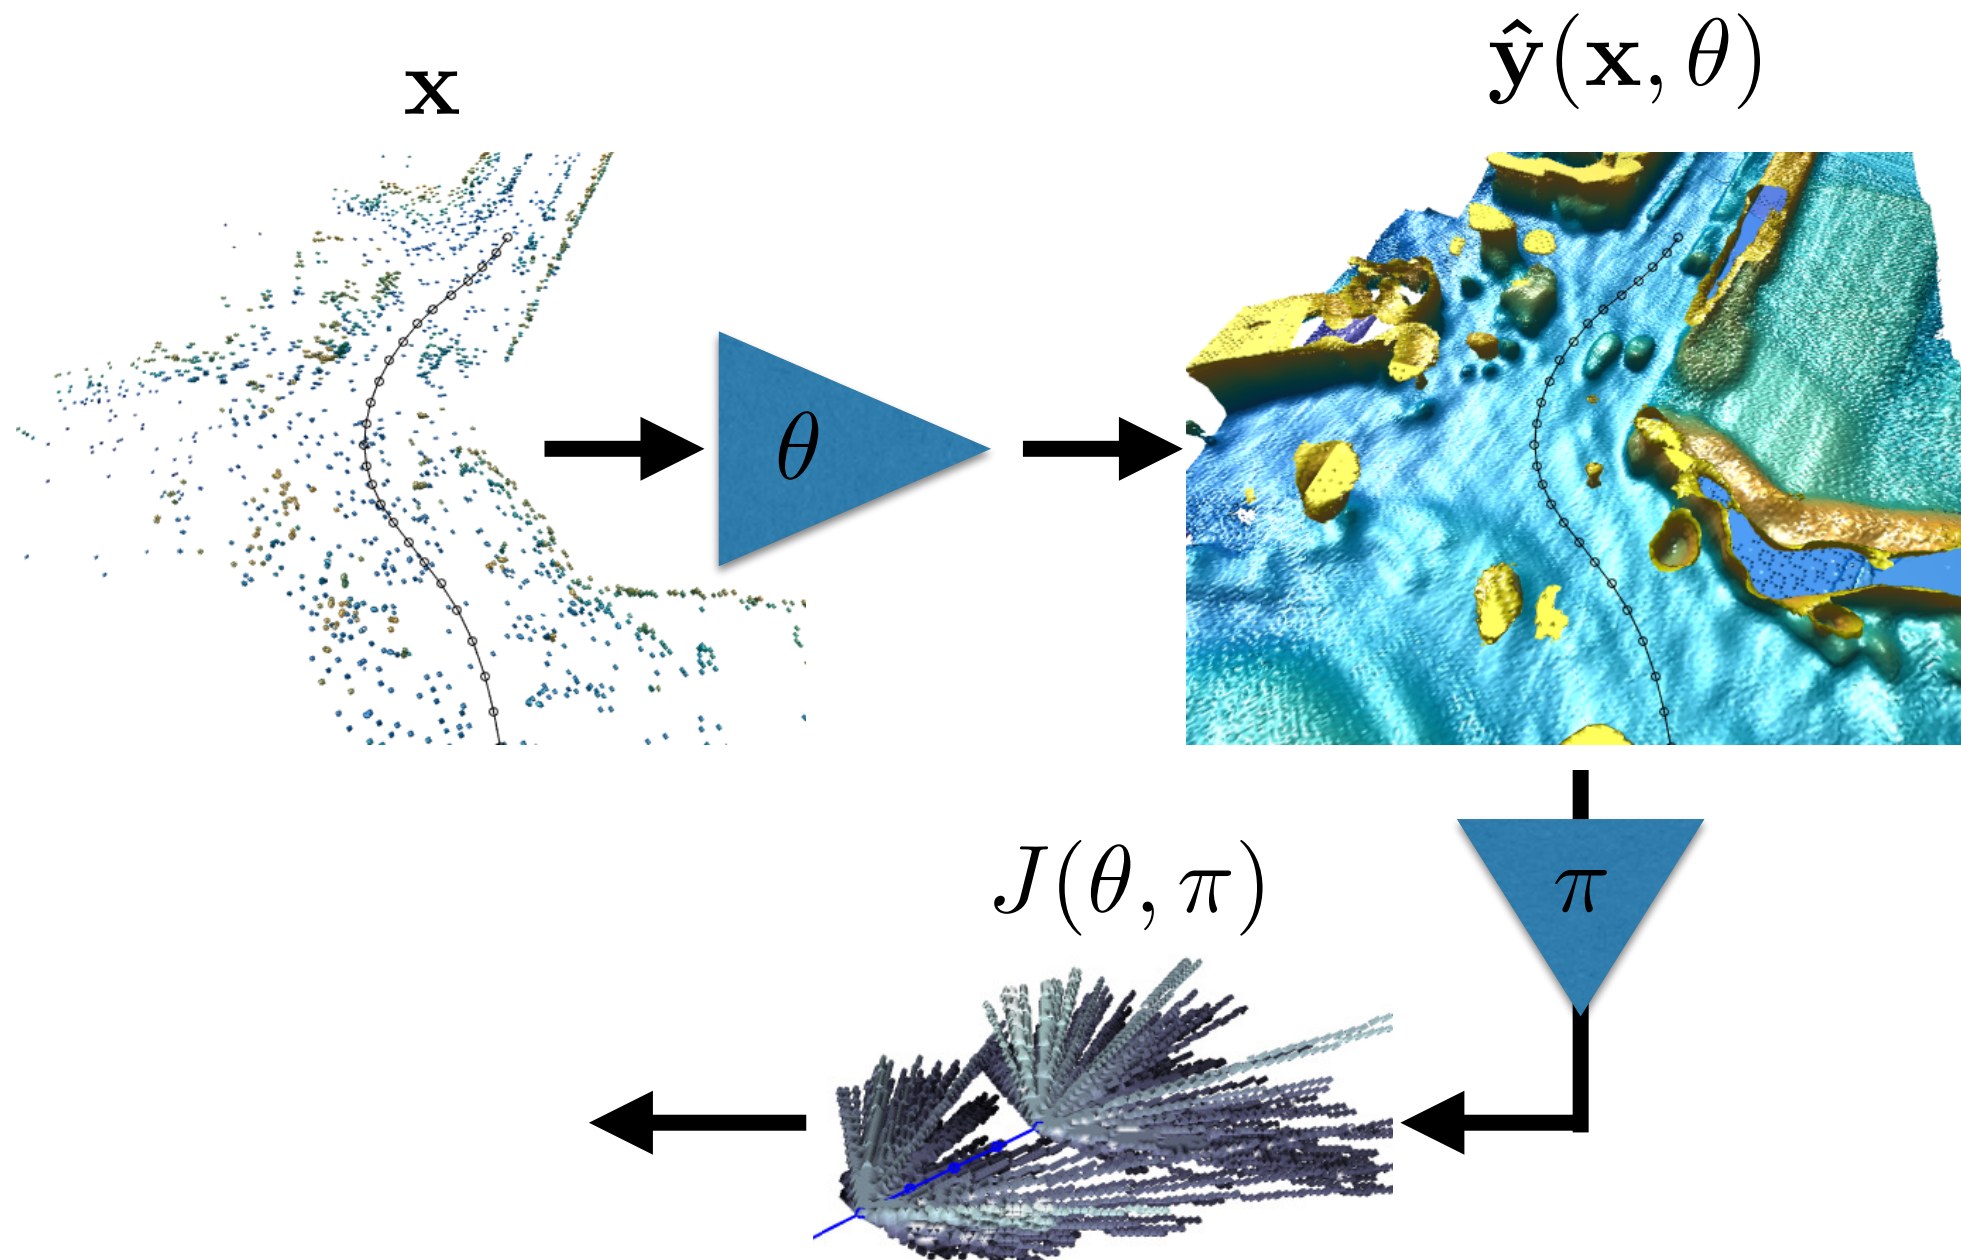 x
ŷ(x, θ)
θ
π
J(θ, π)